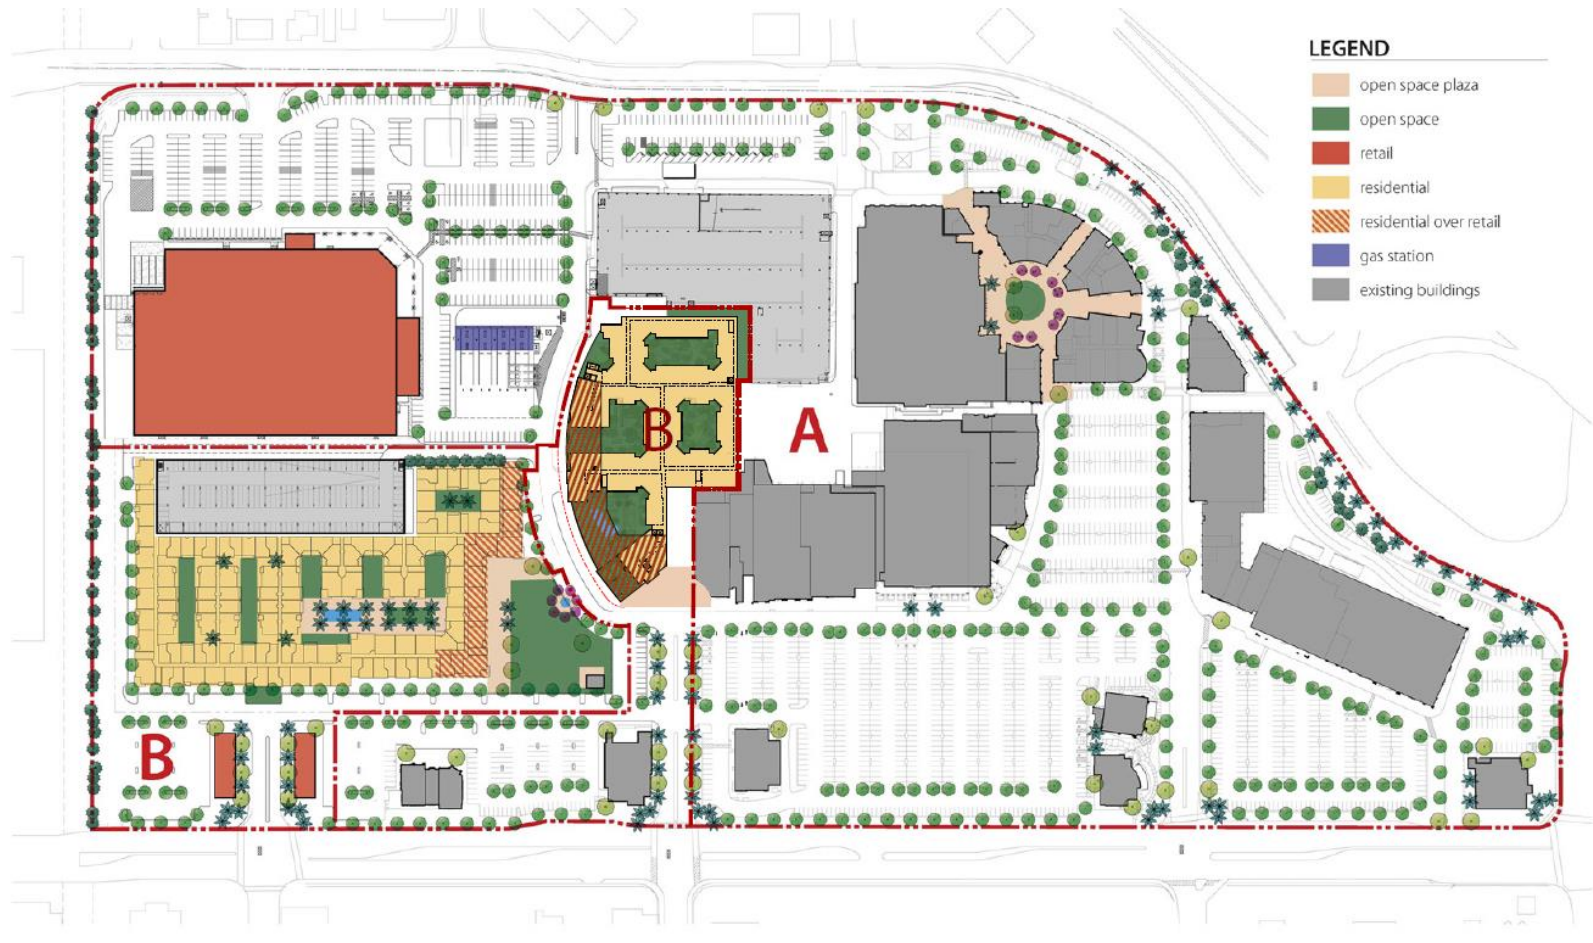 LEGEND
open space plaza
open space
retail
residential
residential over retail
gas station
existing buildings
B
A
B